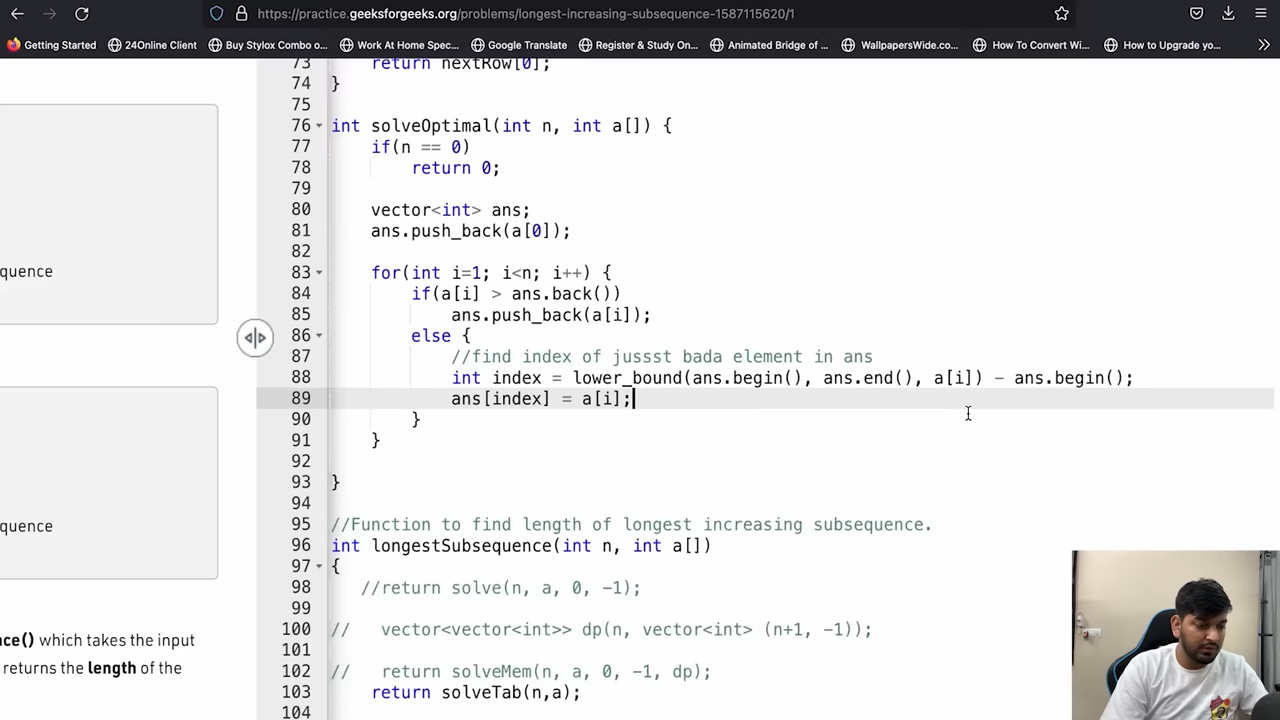 https://practice.geeksforgeeks.org/problems/longest-increasing-subsequence-1587115620/1
Getting Started 24Online Client Buy Stylox Combo o... Work At Home Spec... Google Translate Register & Study On... Animated Bridge of ... WallpapersWide.co... How To Convert Wi... How to Upgrade yo...
73 return nextRow[0];
74 }
75
76 int solveOptimal(int n, int a[]) {
77 if(n == 0)
78 return 0;
79
80 vector<int> ans;
81 ans.push_back(a[0]);
82
83 for(int i=1; i<n; i++) {
84 if(a[i] > ans.back())
85 ans.push_back(a[i]);
86 else {
87 //find index of jussst bada element in ans
88 int index = lower_bound(ans.begin(), ans.end(), a[i]) - ans.begin();
89 ans[index] = a[i];
90 }
91 }
92
93 }
94
95 //Function to find length of longest increasing subsequence.
96 int longestSubsequence(int n, int a[])
97 {
98 //return solve(n, a, 0, -1);
99
100 // vector<vector<int>> dp(n, vector<int> (n+1, -1));
101
102 // return solveMem(n, a, 0, -1, dp);
103 return solveTab(n,a);
104
quence
quence
nce() which takes the input
returns the length of the